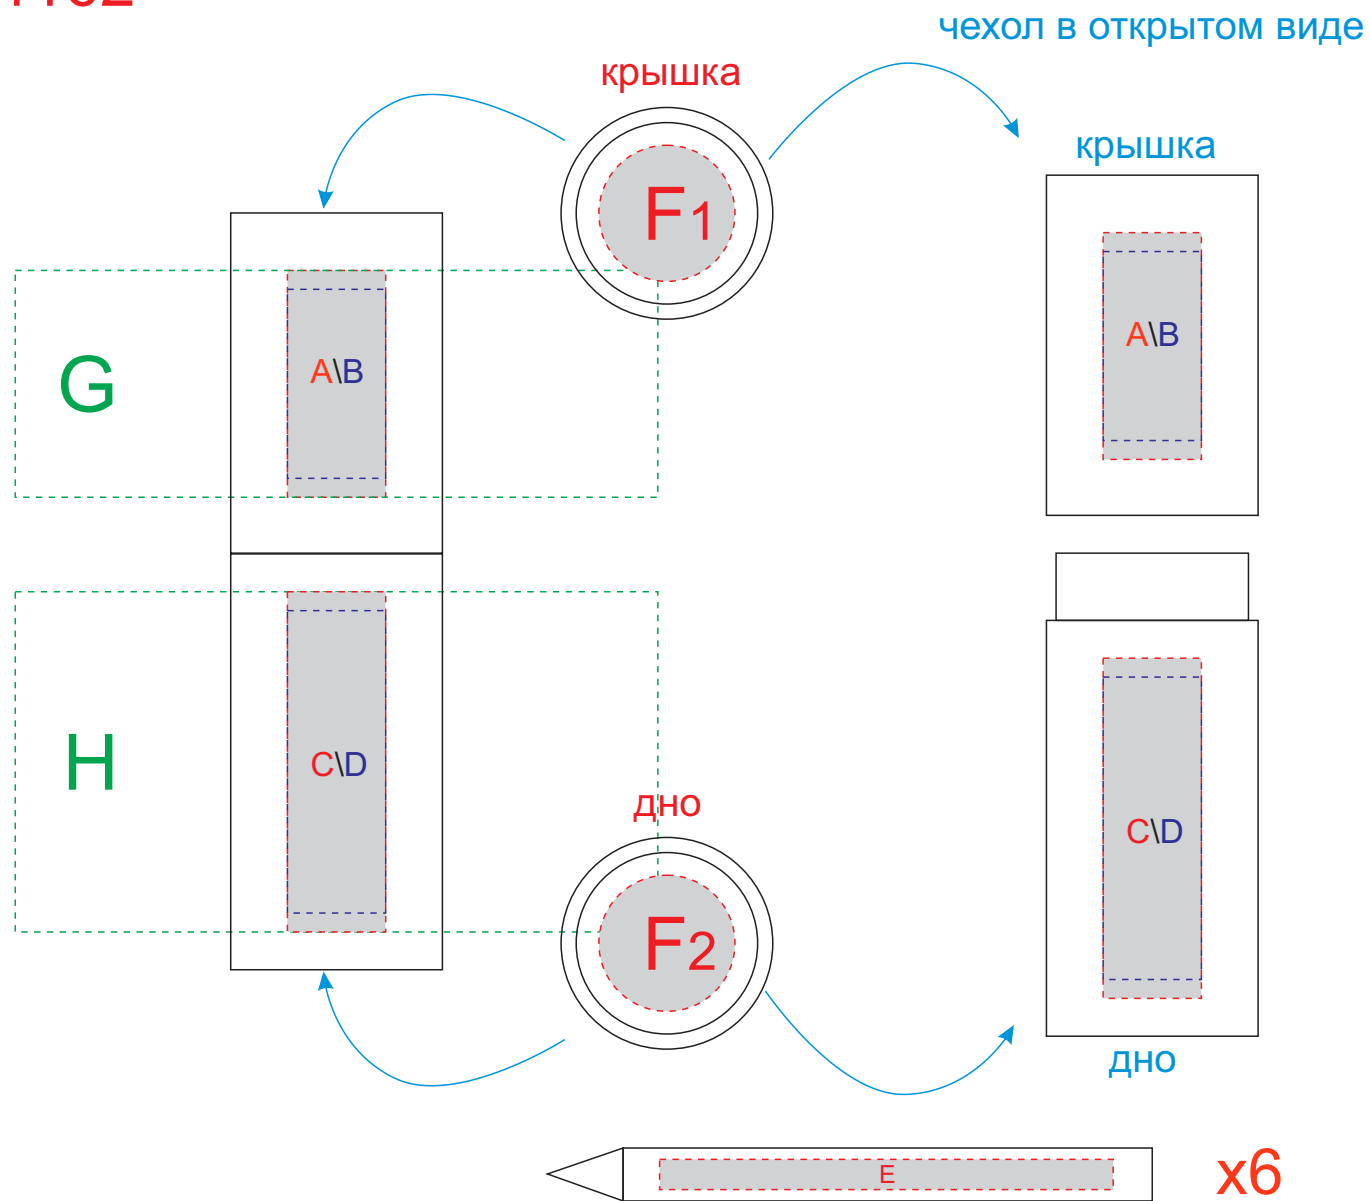 чехол в открытом виде
крышка
крышка
F1
A\B
A\B
G
C\D
H
дно
C\D
F2
дно
E
x6